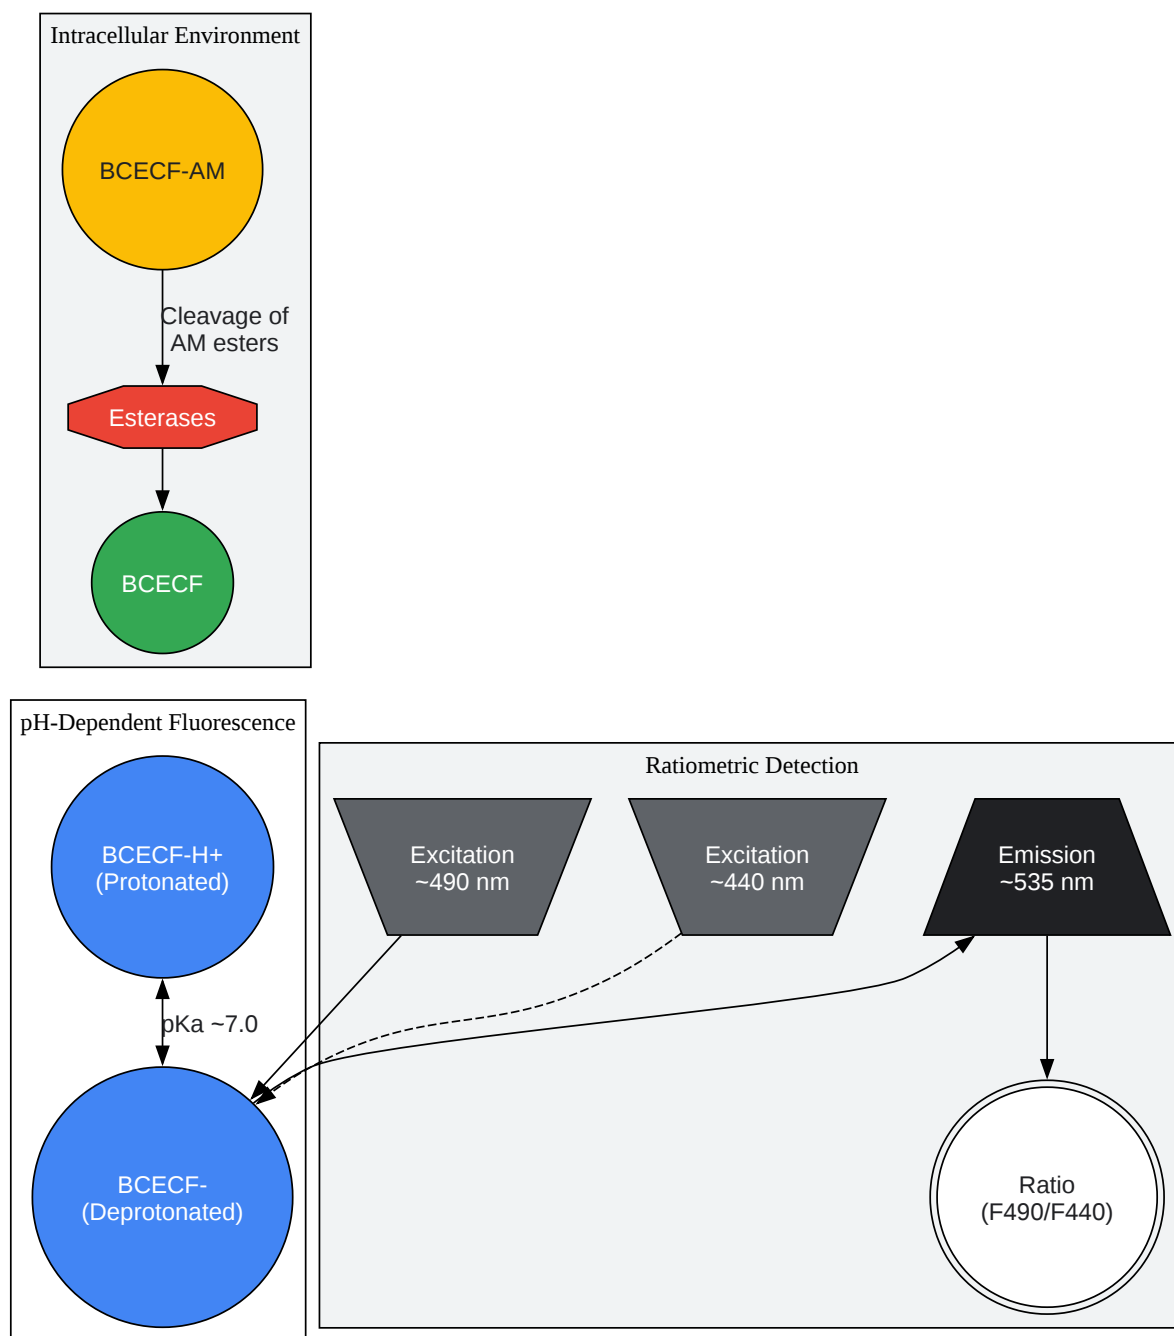 Intracellular Environment
BCECF-AM
Cleavage of
AM esters
Esterases
BCECF
pH-Dependent Fluorescence
BCECF-H+
(Protonated)
pKa ~7.0
BCECF-
(Deprotonated)
Ratiometric Detection
Excitation
~490 nm
Excitation
~440 nm
Emission
~535 nm
Ratio
(F490/F440)